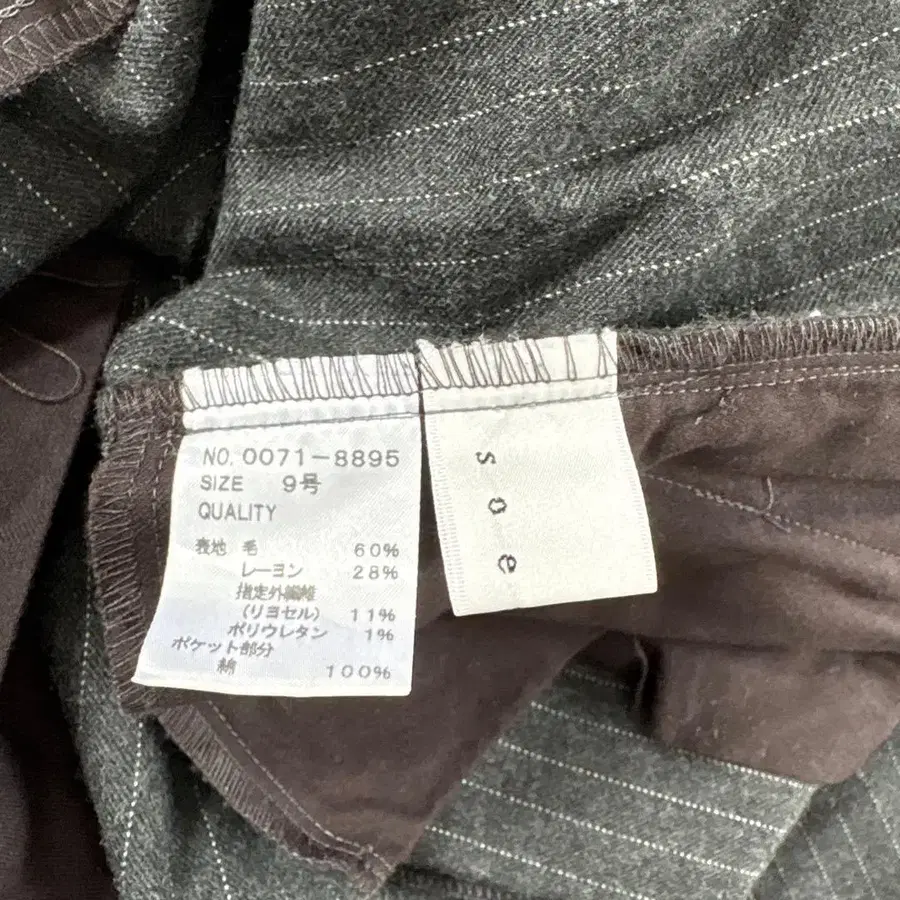 NO. 0071-8895
SIZE 9号
QUALITY
表地 毛 60%
レーヨン 28%
指定外繊維
(リヨセル) 11%
ポリウレタン 1%
ポケット部分
綿 100%
soe